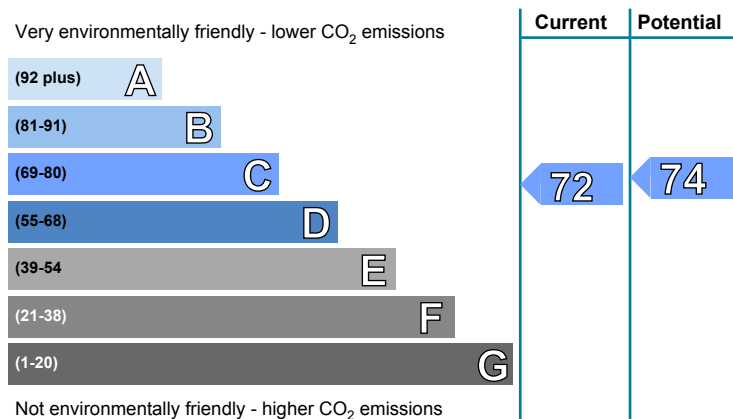 Very environmentally friendly - lower CO2 emissions
Current
Potential
(92 plus) A
(81-91) B
(69-80) C
72
74
(55-68) D
(39-54 E
(21-38) F
(1-20) G
Not environmentally friendly - higher CO2 emissions